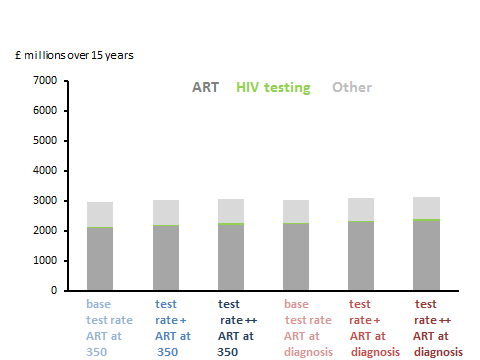 £ millions over 15 years
7000
6000
5000
4000
3000
2000
1000
0
ART HIV testing Other
base
test rate
ART at
350
test
rate +
ART at
350
test
rate ++
ART at
350
base
test rate
ART at
diagnosis
test
rate +
ART at
diagnosis
test
rate ++
ART at
diagnosis